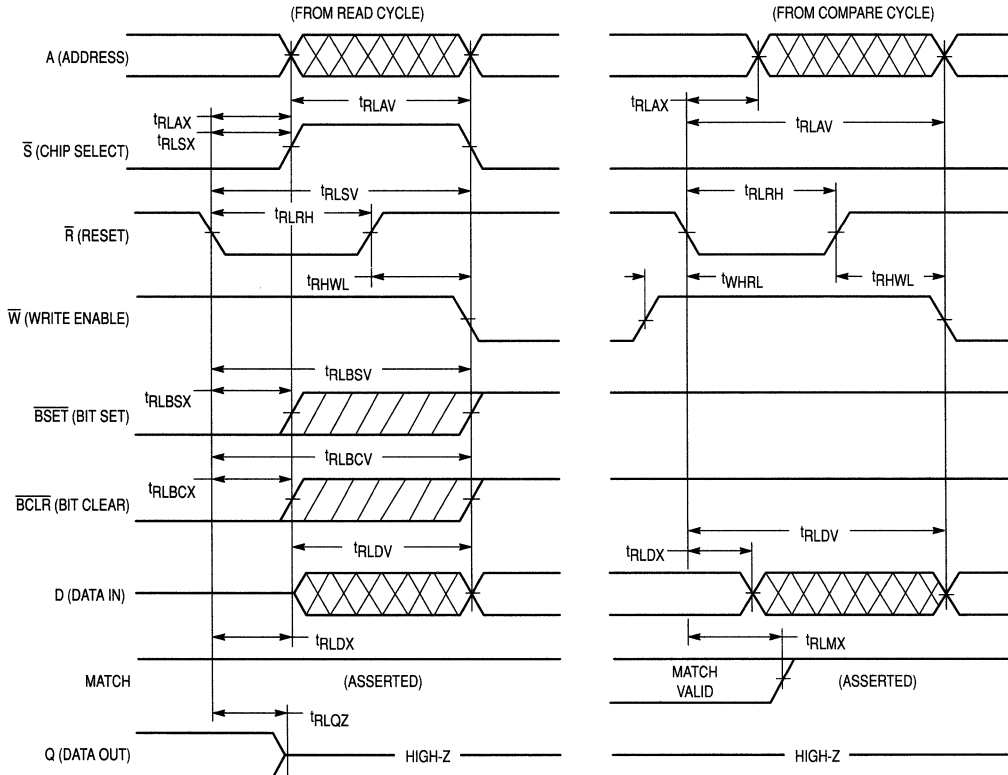 (FROM READ CYCLE) (FROM COMPARE CYCLE)
A (ADDRESS)
tRLAV
tRLAX
tRLAX
tRLSX
tRLAV
S (CHIP SELECT)
tRLSV
tRLRH
tRLRH
R (RESET)
tRHWL
tWHRL
tRHWL
W (WRITE ENABLE)
tRLBSV
tRLBSX
BSET (BIT SET)
tRLBCV
tRLBCX
BCLR (BIT CLEAR)
tRLDV
tRLDV
tRLDX
D (DATA IN)
tRLDX
tRLMX
MATCH
(ASSERTED)
MATCH
VALID
(ASSERTED)
tRLQZ
Q (DATA OUT)
HIGH-Z
HIGH-Z